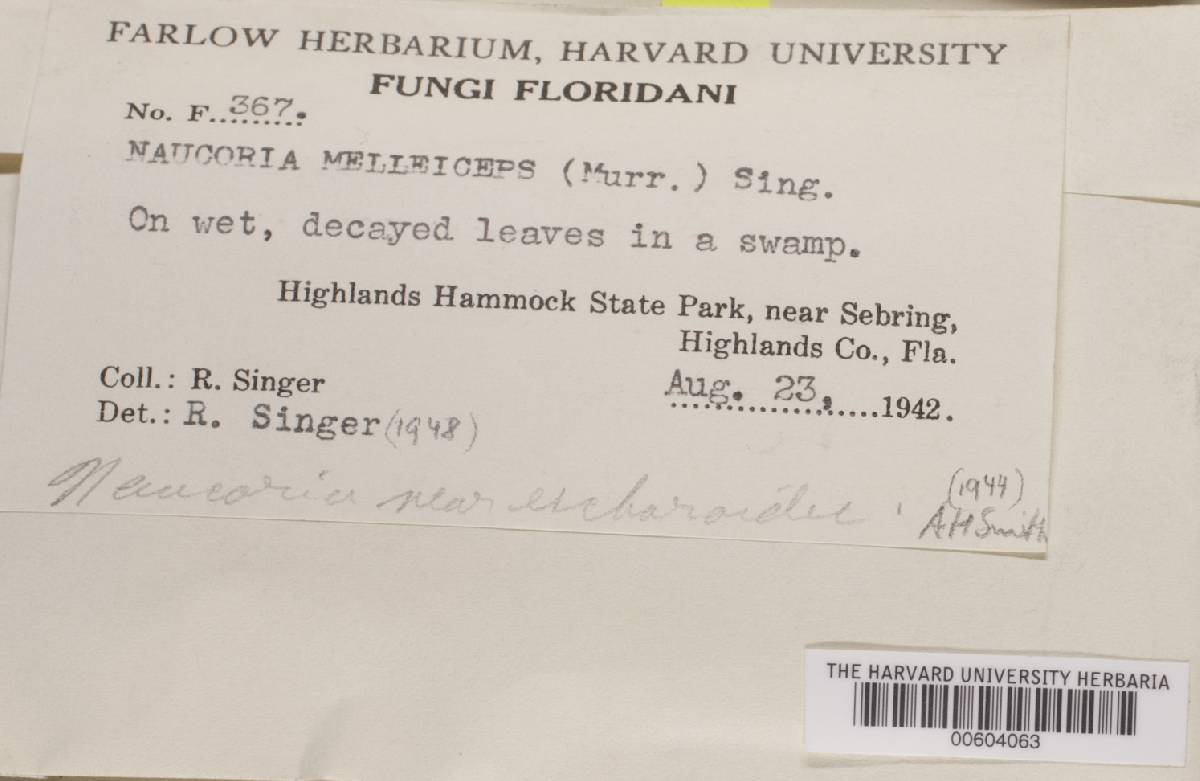 FARLOW HERBARIUM, HARVARD UNIVERSITY
FUNGI FLORIDANI
No. F. 367.
NAUCORIA MELLEICEPS (Murr.) Sing.
On wet, decayed leaves in a swamp.
Highlands Hammock State Park, near Sebring,
Highlands Co., Fla.
Coll.: R. Singer
Aug. 23, 1942.
Det.: R. Singer (1948)
Naucoria near escharoides.
(1944)
AHSmith
THE HARVARD UNIVERSITY HERBARIA
00604063